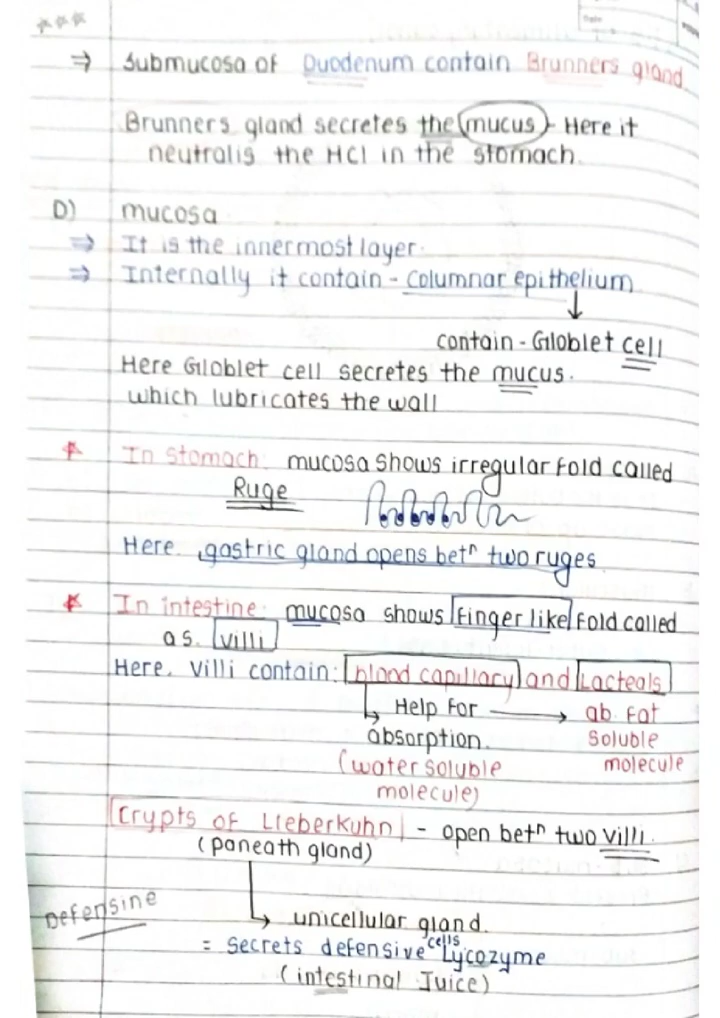 ⇒ Submucosa of Duodenum contain Brunners gland
Brunners gland secretes the mucus - Here it
neutralis the HCl in the stomach.
D) mucosa
⇒ It is the innermost layer.
⇒ Internally it contain - columnar epithelium
↓
contain - Globlet cell
Here Globlet cell secretes the mucus.
which lubricates the wall
* In Stomach: mucosa shows irregular fold called
Ruge
Here. gastric gland opens betⁿ two ruges
* In intestine: mucosa shows Finger like Fold called
as. villi
Here. Villi contain: blood capillary and Lacteals
↳ Help For → ab. Fat
absorption. Soluble
(water soluble molecule
molecule)
Crypts of Lieberkuhn - open betⁿ two villi.
(paneath gland)
Defensine
↳ unicellular gland.
= Secrets defensive cells Lycozyme
(intestinal Juice)